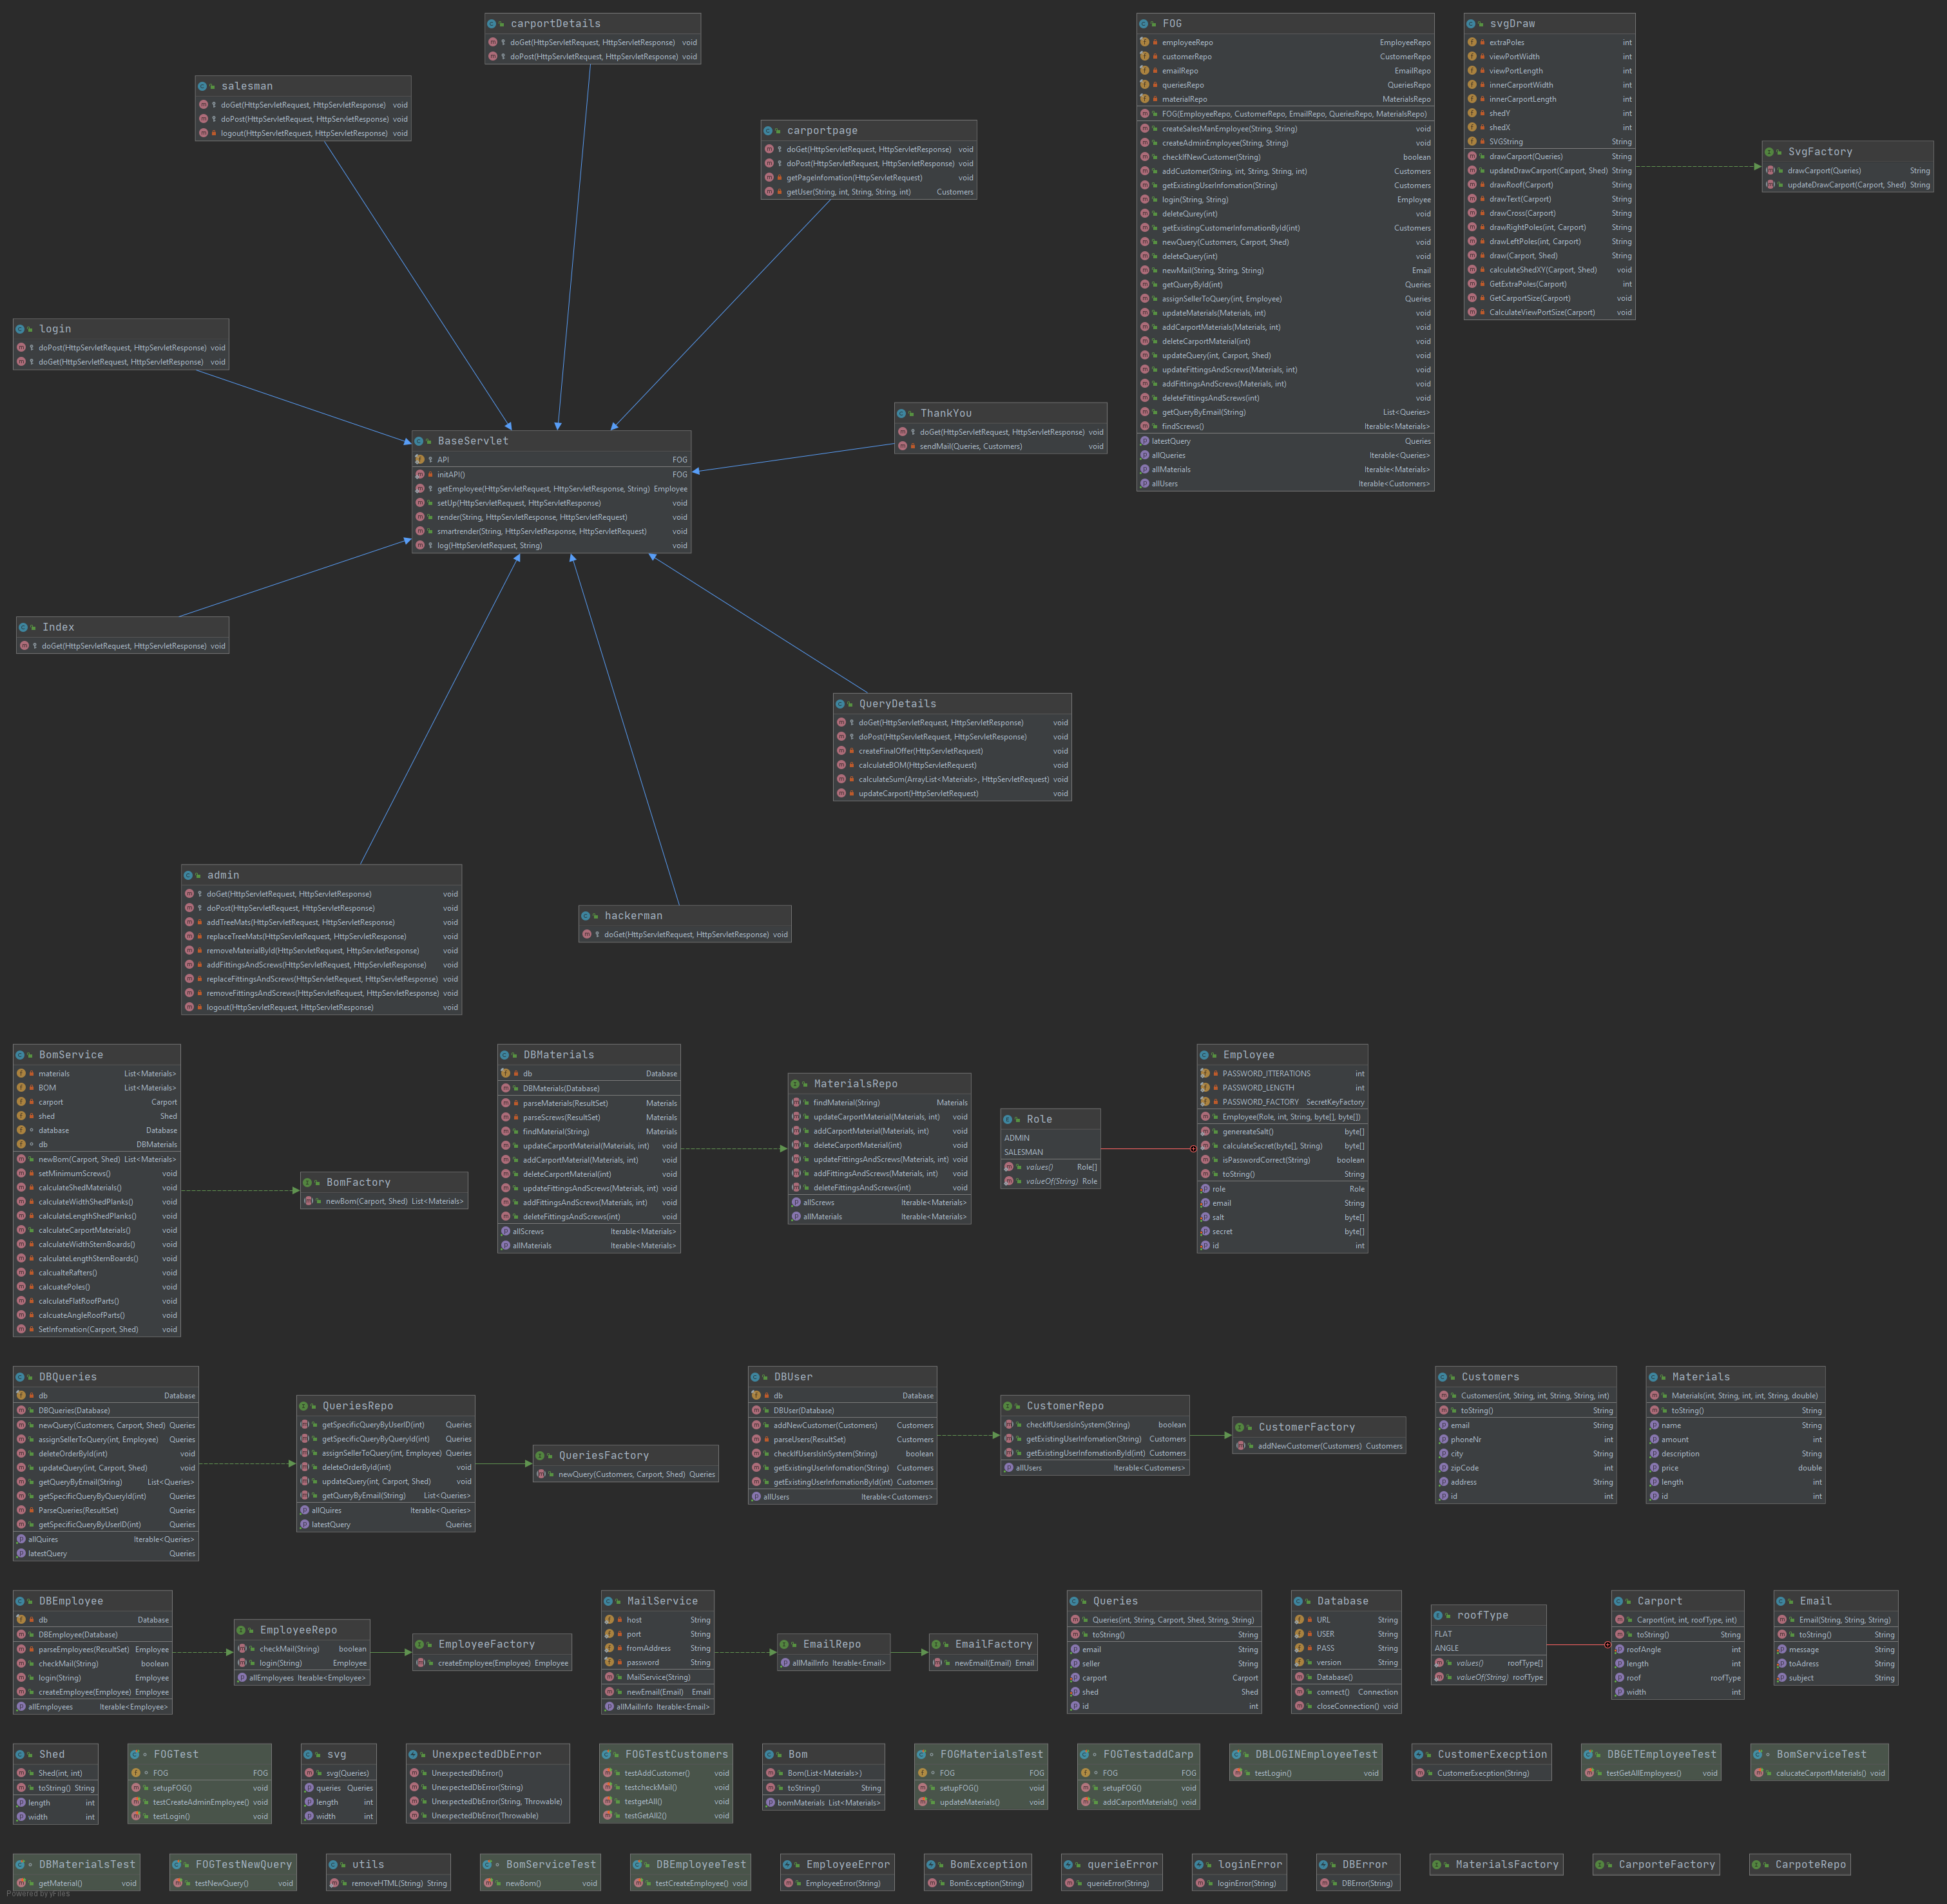 carportDetails
doGet(HttpServletRequest, HttpServletResponse) void
doPost(HttpServletRequest, HttpServletResponse) void
salesman
doGet(HttpServletRequest, HttpServletResponse) void
doPost(HttpServletRequest, HttpServletResponse) void
logout(HttpServletRequest, HttpServletResponse) void
carportpage
doGet(HttpServletRequest, HttpServletResponse) void
doPost(HttpServletRequest, HttpServletResponse) void
getPageInfomation(HttpServletRequest) void
getUser(String, int, String, String, int) Customers
FOG
employeeRepo EmployeeRepo
customerRepo CustomerRepo
emailRepo EmailRepo
queriesRepo QueriesRepo
materialRepo MaterialsRepo
FOG(EmployeeRepo, CustomerRepo, EmailRepo, QueriesRepo, MaterialsRepo)
createSalesManEmployee(String, String) void
createAdminEmployee(String, String) void
checkIfNewCustomer(String) boolean
addCustomer(String, int, String, String, int) Customers
getExistingUserInfomation(String) Customers
login(String, String) Employee
deleteQurey(int) void
getExistingCustomerInfomationById(int) Customers
newQuery(Customers, Carport, Shed) void
deleteQuery(int) void
newMail(String, String, String) Email
getQueryById(int) Queries
assignSellerToQuery(int, Employee) Queries
updateMaterials(Materials, int) void
addCarportMaterials(Materials, int) void
deleteCarportMaterial(int) void
updateQuery(int, Carport, Shed) void
updateFittingsAndScrews(Materials, int) void
addFittingsAndScrews(Materials, int) void
deleteFittingsAndScrews(int) void
getQueryByEmail(String) List<Queries>
findScrews() Iterable<Materials>
latestQuery Queries
allQueries Iterable<Queries>
allMaterials Iterable<Materials>
allUsers Iterable<Customers>
svgDraw
extraPoles int
viewPortWidth int
viewPortLength int
innerCarportWidth int
innerCarportLength int
shedY int
shedX int
SVGString String
drawCarport(Queries) String
updateDrawCarport(Carport, Shed) String
drawRoof(Carport) String
drawText(Carport) String
drawCross(Carport) String
drawRightPoles(int, Carport) String
drawLeftPoles(int, Carport) String
draw(Carport, Shed) String
calculateShedXY(Carport, Shed) void
GetExtraPoles(Carport) int
GetCarportSize(Carport) void
CalculateViewPortSize(Carport) void
SvgFactory
drawCarport(Queries) String
updateDrawCarport(Carport, Shed) String
login
doPost(HttpServletRequest, HttpServletResponse) void
doGet(HttpServletRequest, HttpServletResponse) void
ThankYou
doGet(HttpServletRequest, HttpServletResponse) void
sendMail(Queries, Customers) void
BaseServlet
API FOG
initAPI() FOG
getEmployee(HttpServletRequest, HttpServletResponse, String) Employee
setUp(HttpServletRequest, HttpServletResponse) void
render(String, HttpServletResponse, HttpServletRequest) void
smartrender(String, HttpServletResponse, HttpServletRequest) void
log(HttpServletRequest, String) void
Index
doGet(HttpServletRequest, HttpServletResponse) void
QueryDetails
doGet(HttpServletRequest, HttpServletResponse) void
doPost(HttpServletRequest, HttpServletResponse) void
createFinalOffer(HttpServletRequest) void
calculateBOM(HttpServletRequest) void
calculateSum(ArrayList<Materials>, HttpServletRequest) void
updateCarport(HttpServletRequest) void
admin
doGet(HttpServletRequest, HttpServletResponse) void
doPost(HttpServletRequest, HttpServletResponse) void
addTreeMats(HttpServletRequest, HttpServletResponse) void
replaceTreeMats(HttpServletRequest, HttpServletResponse) void
removeMaterialById(HttpServletRequest, HttpServletResponse) void
addFittingsAndScrews(HttpServletRequest, HttpServletResponse) void
replaceFittingsAndScrews(HttpServletRequest, HttpServletResponse) void
removeFittingsAndScrews(HttpServletRequest, HttpServletResponse) void
logout(HttpServletRequest, HttpServletResponse) void
hackerman
doGet(HttpServletRequest, HttpServletResponse) void
BomService
materials List<Materials>
BOM List<Materials>
carport Carport
shed Shed
database Database
db DBMaterials
newBom(Carport, Shed) List<Materials>
setMinimumScrews() void
calculateShedMaterials() void
calculateWidthShedPlanks() void
calculateLengthShedPlanks() void
calculateCarportMaterials() void
calculateWidthSternBoards() void
calculateLengthSternBoards() void
calcualteRafters() void
calcuatePoles() void
calculateFlatRoofParts() void
calcuateAngleRoofParts() void
SetInfomation(Carport, Shed) void
BomFactory
newBom(Carport, Shed) List<Materials>
DBMaterials
db Database
DBMaterials(Database)
parseMaterials(ResultSet) Materials
parseScrews(ResultSet) Materials
findMaterial(String) Materials
updateCarportMaterial(Materials, int) void
addCarportMaterial(Materials, int) void
deleteCarportMaterial(int) void
updateFittingsAndScrews(Materials, int) void
addFittingsAndScrews(Materials, int) void
deleteFittingsAndScrews(int) void
allScrews Iterable<Materials>
allMaterials Iterable<Materials>
MaterialsRepo
findMaterial(String) Materials
updateCarportMaterial(Materials, int) void
addCarportMaterial(Materials, int) void
deleteCarportMaterial(int) void
updateFittingsAndScrews(Materials, int) void
addFittingsAndScrews(Materials, int) void
deleteFittingsAndScrews(int) void
allScrews Iterable<Materials>
allMaterials Iterable<Materials>
Role
ADMIN
SALESMAN
values() Role[]
valueOf(String) Role
Employee
PASSWORD_ITTERATIONS int
PASSWORD_LENGTH int
PASSWORD_FACTORY SecretKeyFactory
Employee(Role, int, String, byte[], byte[])
genereateSalt() byte[]
calculateSecret(byte[], String) byte[]
isPasswordCorrect(String) boolean
toString() String
role Role
email String
salt byte[]
secret byte[]
id int
DBQueries
db Database
DBQueries(Database)
newQuery(Customers, Carport, Shed) Queries
assignSellerToQuery(int, Employee) Queries
deleteOrderById(int) void
updateQuery(int, Carport, Shed) void
getQueryByEmail(String) List<Queries>
getSpecificQueryByQueryId(int) Queries
ParseQueries(ResultSet) Queries
getSpecificQueryByUserID(int) Queries
allQuires Iterable<Queries>
latestQuery Queries
QueriesRepo
getSpecificQueryByUserID(int) Queries
getSpecificQueryByQueryId(int) Queries
assignSellerToQuery(int, Employee) Queries
deleteOrderById(int) void
updateQuery(int, Carport, Shed) void
getQueryByEmail(String) List<Queries>
allQuires Iterable<Queries>
latestQuery Queries
QueriesFactory
newQuery(Customers, Carport, Shed) Queries
DBUser
db Database
DBUser(Database)
addNewCustomer(Customers) Customers
parseUsers(ResultSet) Customers
checkIfUsersIsInSystem(String) boolean
getExistingUserInfomation(String) Customers
getExistingUserInfomationById(int) Customers
allUsers Iterable<Customers>
CustomerRepo
checkIfUsersIsInSystem(String) boolean
getExistingUserInfomation(String) Customers
getExistingUserInfomationById(int) Customers
allUsers Iterable<Customers>
CustomerFactory
addNewCustomer(Customers) Customers
Customers
Customers(int, String, int, String, String, int)
toString() String
email String
phoneNr int
city String
zipCode int
address String
id int
Materials
Materials(int, String, int, int, String, double)
toString() String
name String
amount int
description String
price double
length int
id int
DBEmployee
db Database
DBEmployee(Database)
parseEmployees(ResultSet) Employee
checkMail(String) boolean
login(String) Employee
createEmployee(Employee) Employee
allEmployees Iterable<Employee>
EmployeeRepo
checkMail(String) boolean
login(String) Employee
allEmployees Iterable<Employee>
EmployeeFactory
createEmployee(Employee) Employee
MailService
host String
port String
fromAddress String
password String
MailService(String)
newEmail(Email) Email
allMailInfo Iterable<Email>
EmailRepo
allMailInfo Iterable<Email>
EmailFactory
newEmail(Email) Email
Queries
Queries(int, String, Carport, Shed, String, String)
toString() String
email String
seller String
carport Carport
shed Shed
id int
Database
URL String
USER String
PASS String
version String
Database()
connect() Connection
closeConnection() void
roofType
FLAT
ANGLE
values() roofType[]
valueOf(String) roofType
Carport
Carport(int, int, roofType, int)
toString() String
roofAngle int
length int
roof roofType
width int
Email
Email(String, String, String)
toString() String
message String
toAdress String
subject String
Shed
Shed(int, int)
toString() String
length int
width int
FOGTest
FOG FOG
setupFOG() void
testCreateAdminEmployee() void
testLogin() void
svg
svg(Queries)
queries Queries
length int
width int
UnexpectedDbError
UnexpectedDbError()
UnexpectedDbError(String)
UnexpectedDbError(String, Throwable)
UnexpectedDbError(Throwable)
FOGTestCustomers
testAddCustomer() void
testcheckMail() void
testgetAll() void
testGetAll2() void
Bom
Bom(List<Materials>)
toString() String
bomMaterials List<Materials>
FOGMaterialsTest
FOG FOG
setupFOG() void
updateMaterials() void
FOGTestaddCarp
FOG FOG
setupFOG() void
addCarportMaterials() void
DBLOGINEmployeeTest
testLogin() void
CustomerExecption
CustomerExecption(String)
DBGETEmployeeTest
testGetAllEmployees() void
BomServiceTest
calucateCarportMaterials() void
DBMaterialsTest
getMaterial() void
FOGTestNewQuery
testNewQuery() void
utils
removeHTML(String) String
BomServiceTest
newBom() void
DBEmployeeTest
testCreateEmployee() void
EmployeeError
EmployeeError(String)
BomException
BomException(String)
querieError
querieError(String)
loginError
loginError(String)
DBError
DBError(String)
MaterialsFactory
CarporteFactory
CarpoteRepo
Powered by yFiles